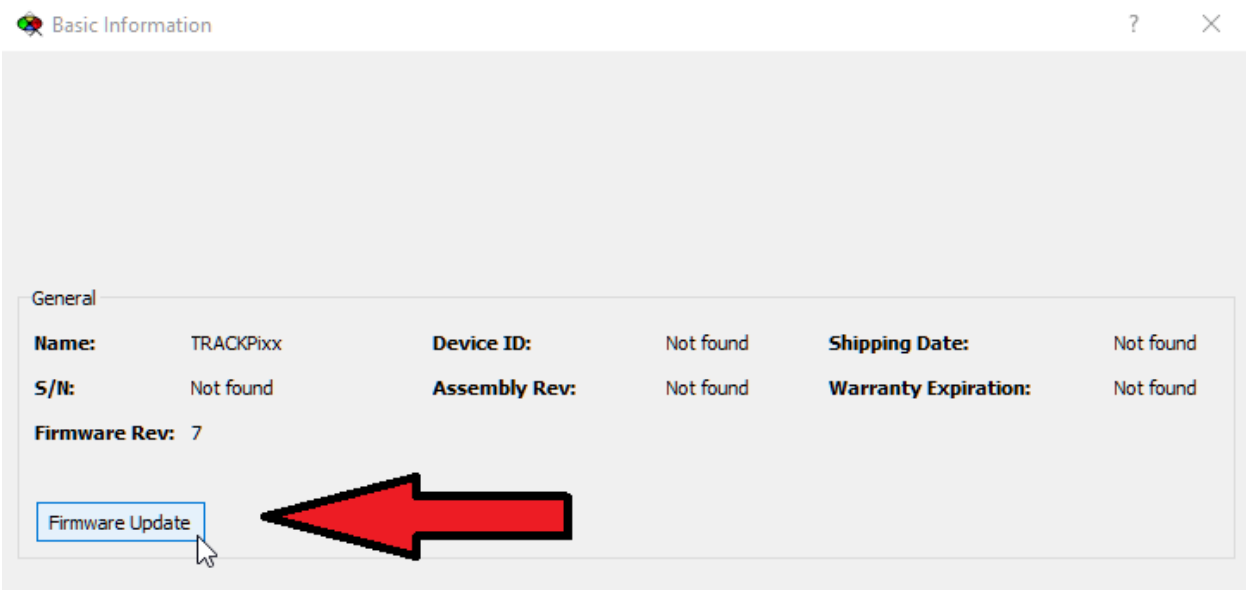 Basic Information
?
General
Name: TRACKPixx Device ID: Not found Shipping Date: Not found
S/N: Not found Assembly Rev: Not found Warranty Expiration: Not found
Firmware Rev: 7
Firmware Update